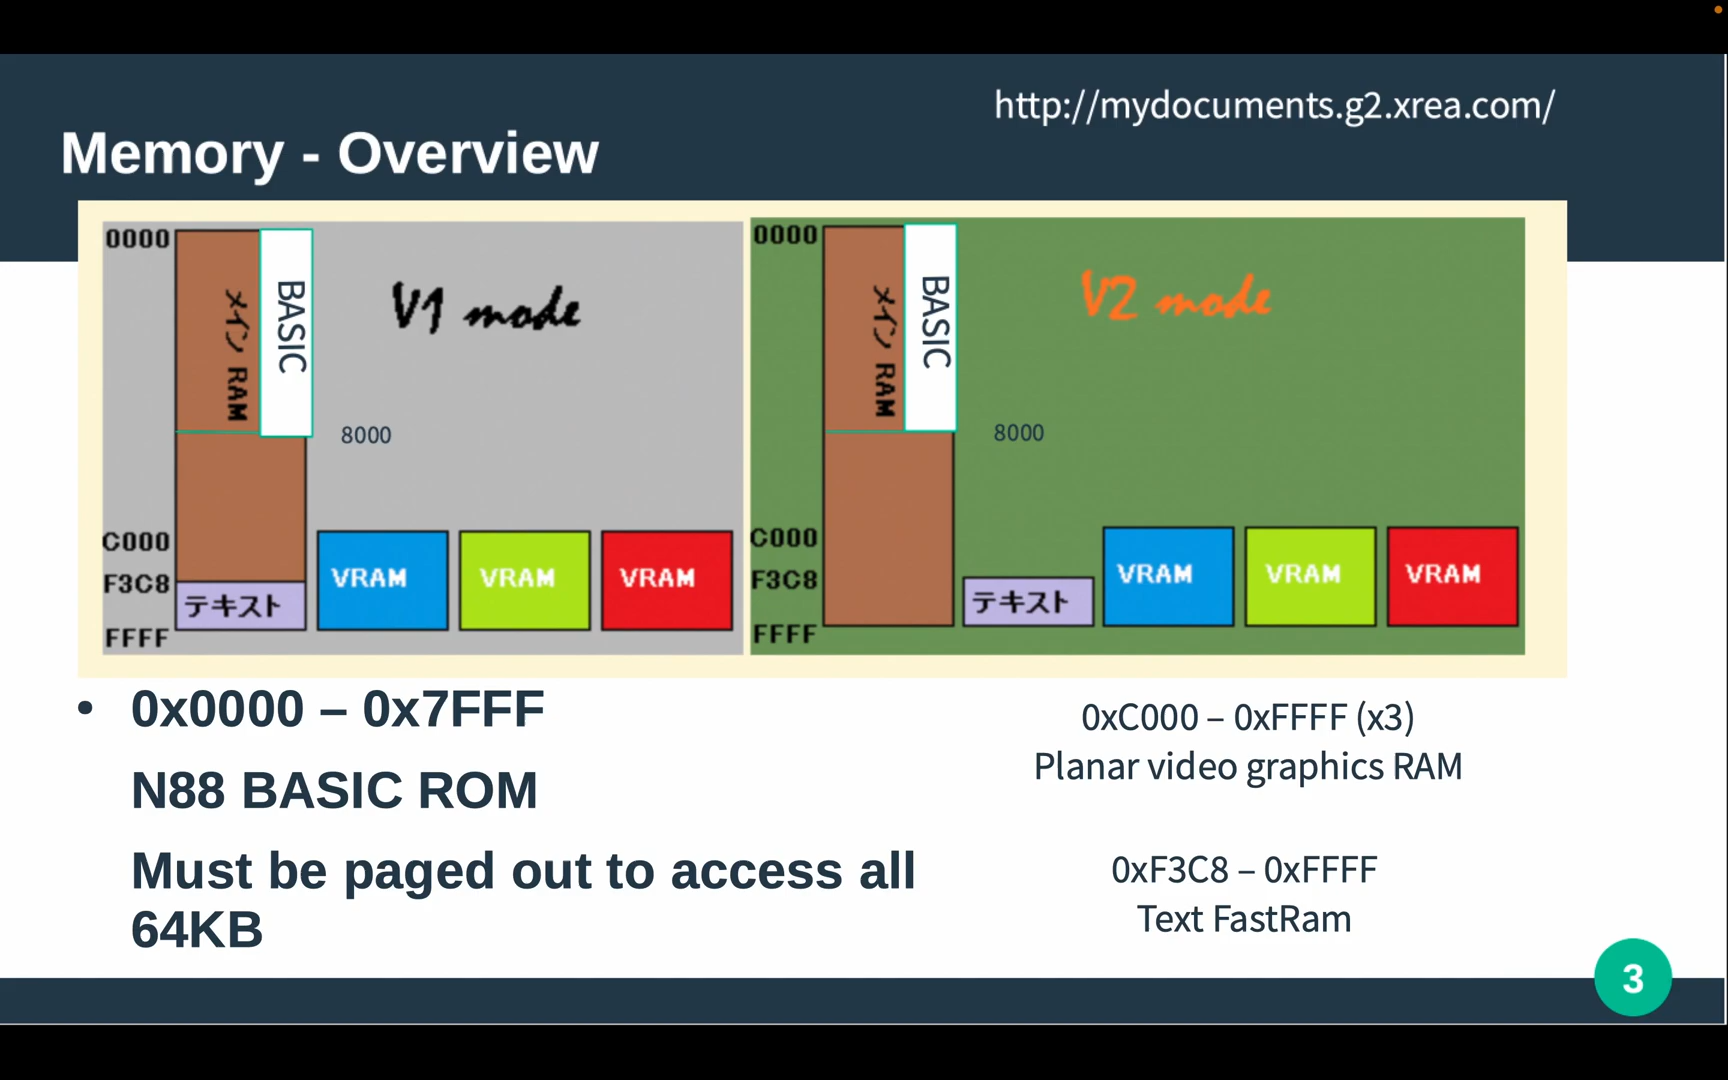 http://mydocuments.g2.xrea.com/
Memory - Overview
0000
メイン RAM
BASIC
V1 mode
8000
C000
F3C8
FFFF
テキスト
VRAM
VRAM
VRAM
0000
メイン RAM
BASIC
V2 mode
8000
C000
F3C8
FFFF
テキスト
VRAM
VRAM
VRAM
• 0x0000 – 0x7FFF
N88 BASIC ROM
Must be paged out to access all
64KB
0xC000 – 0xFFFF (x3)
Planar video graphics RAM
0xF3C8 – 0xFFFF
Text FastRam
3